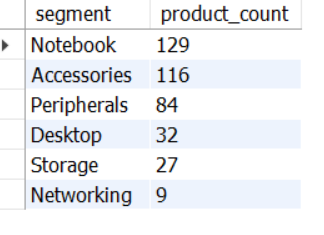 segment product_count
Notebook 129
Accessories 116
Peripherals 84
Desktop 32
Storage 27
Networking 9